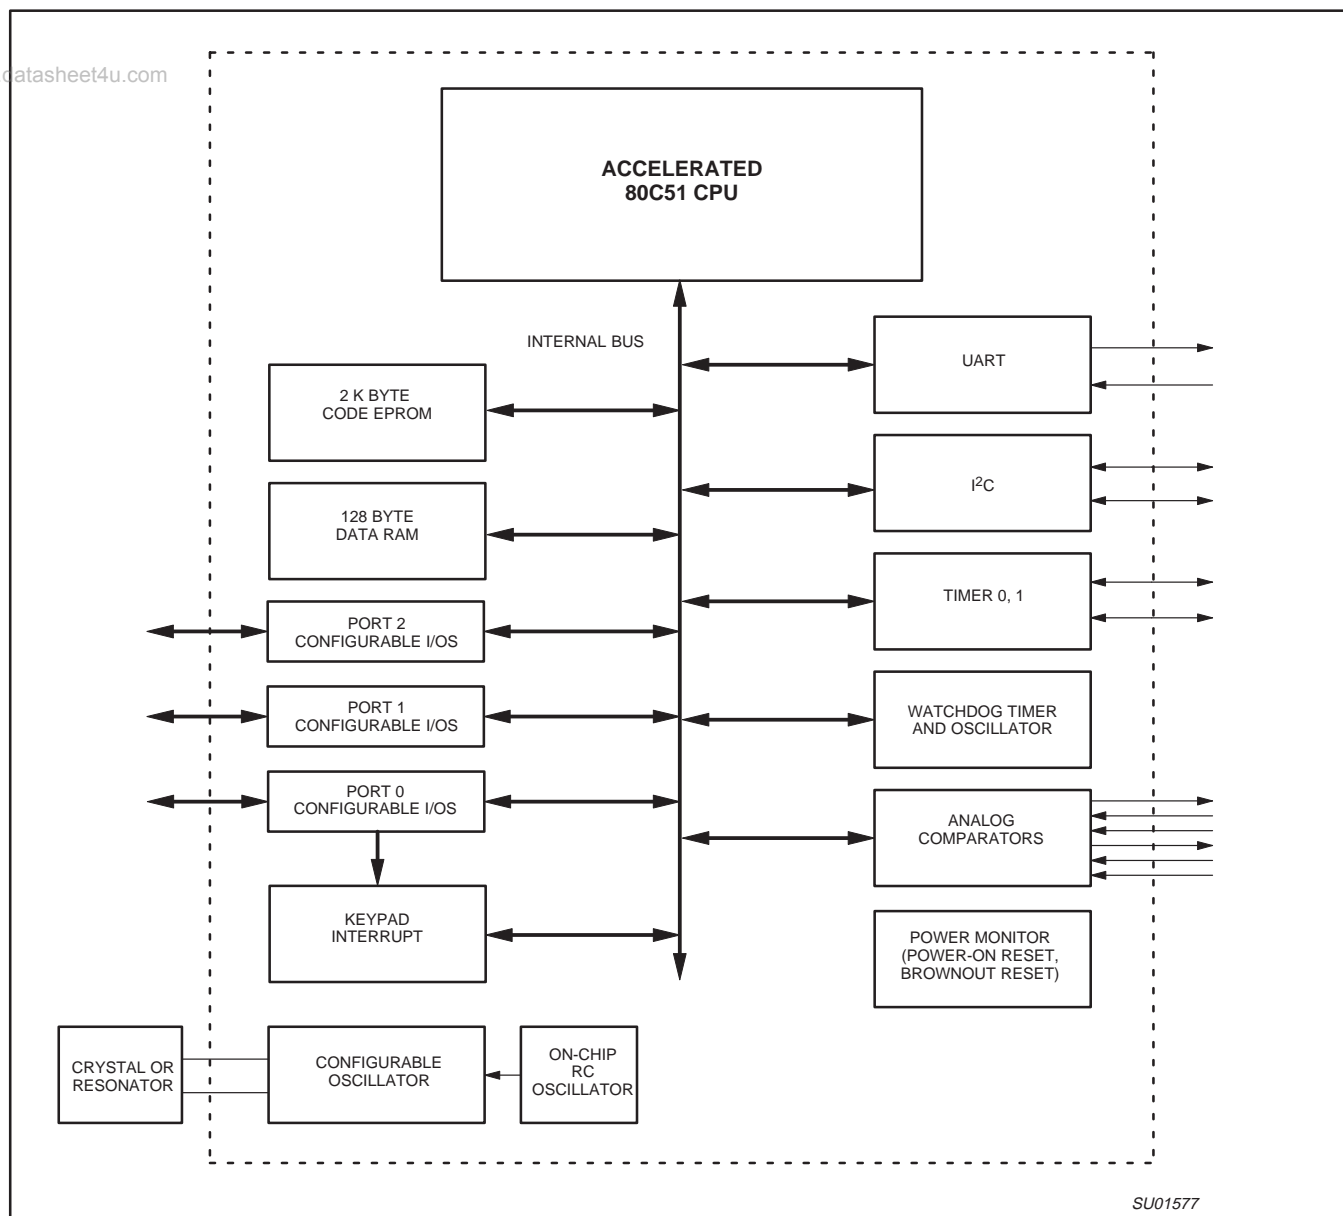 datasheet4u.com
ACCELERATED
80C51 CPU
INTERNAL BUS
2 K BYTE
CODE EPROM
128 BYTE
DATA RAM
PORT 2
CONFIGURABLE I/OS
PORT 1
CONFIGURABLE I/OS
PORT 0
CONFIGURABLE I/OS
KEYPAD
INTERRUPT
CRYSTAL OR
RESONATOR
CONFIGURABLE
OSCILLATOR
ON-CHIP
RC
OSCILLATOR
UART
I²C
TIMER 0, 1
WATCHDOG TIMER
AND OSCILLATOR
ANALOG
COMPARATORS
POWER MONITOR
(POWER-ON RESET,
BROWNOUT RESET)
SU01577